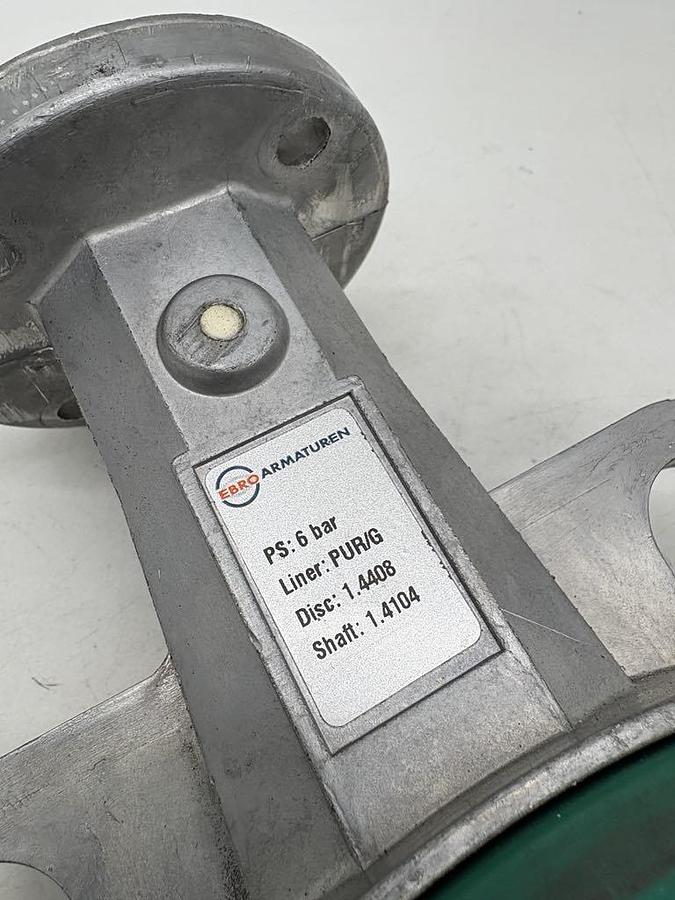 EBRO ARMATUREN
PS: 6 bar
Liner: PUR/G
Disc: 1.4408
Shaft: 1.4104